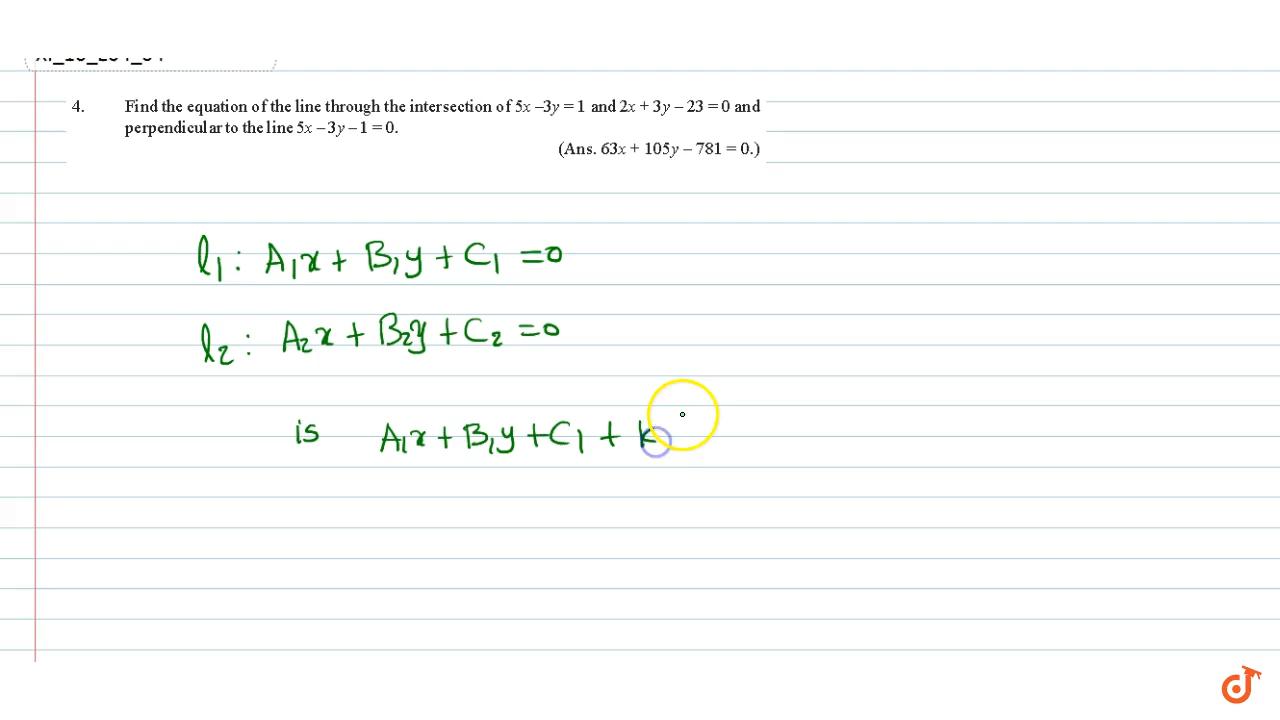 4. Find the equation of the line through the intersection of 5x –3y = 1 and 2x + 3y – 23 = 0 and
perpendicular to the line 5x – 3y – 1 = 0.
(Ans. 63x + 105y – 781 = 0.)
l₁ : A₁x + B₁y + C₁ = 0
l₂ : A₂x + B₂y + C₂ = 0
is A₁x + B₁y + C₁ + k